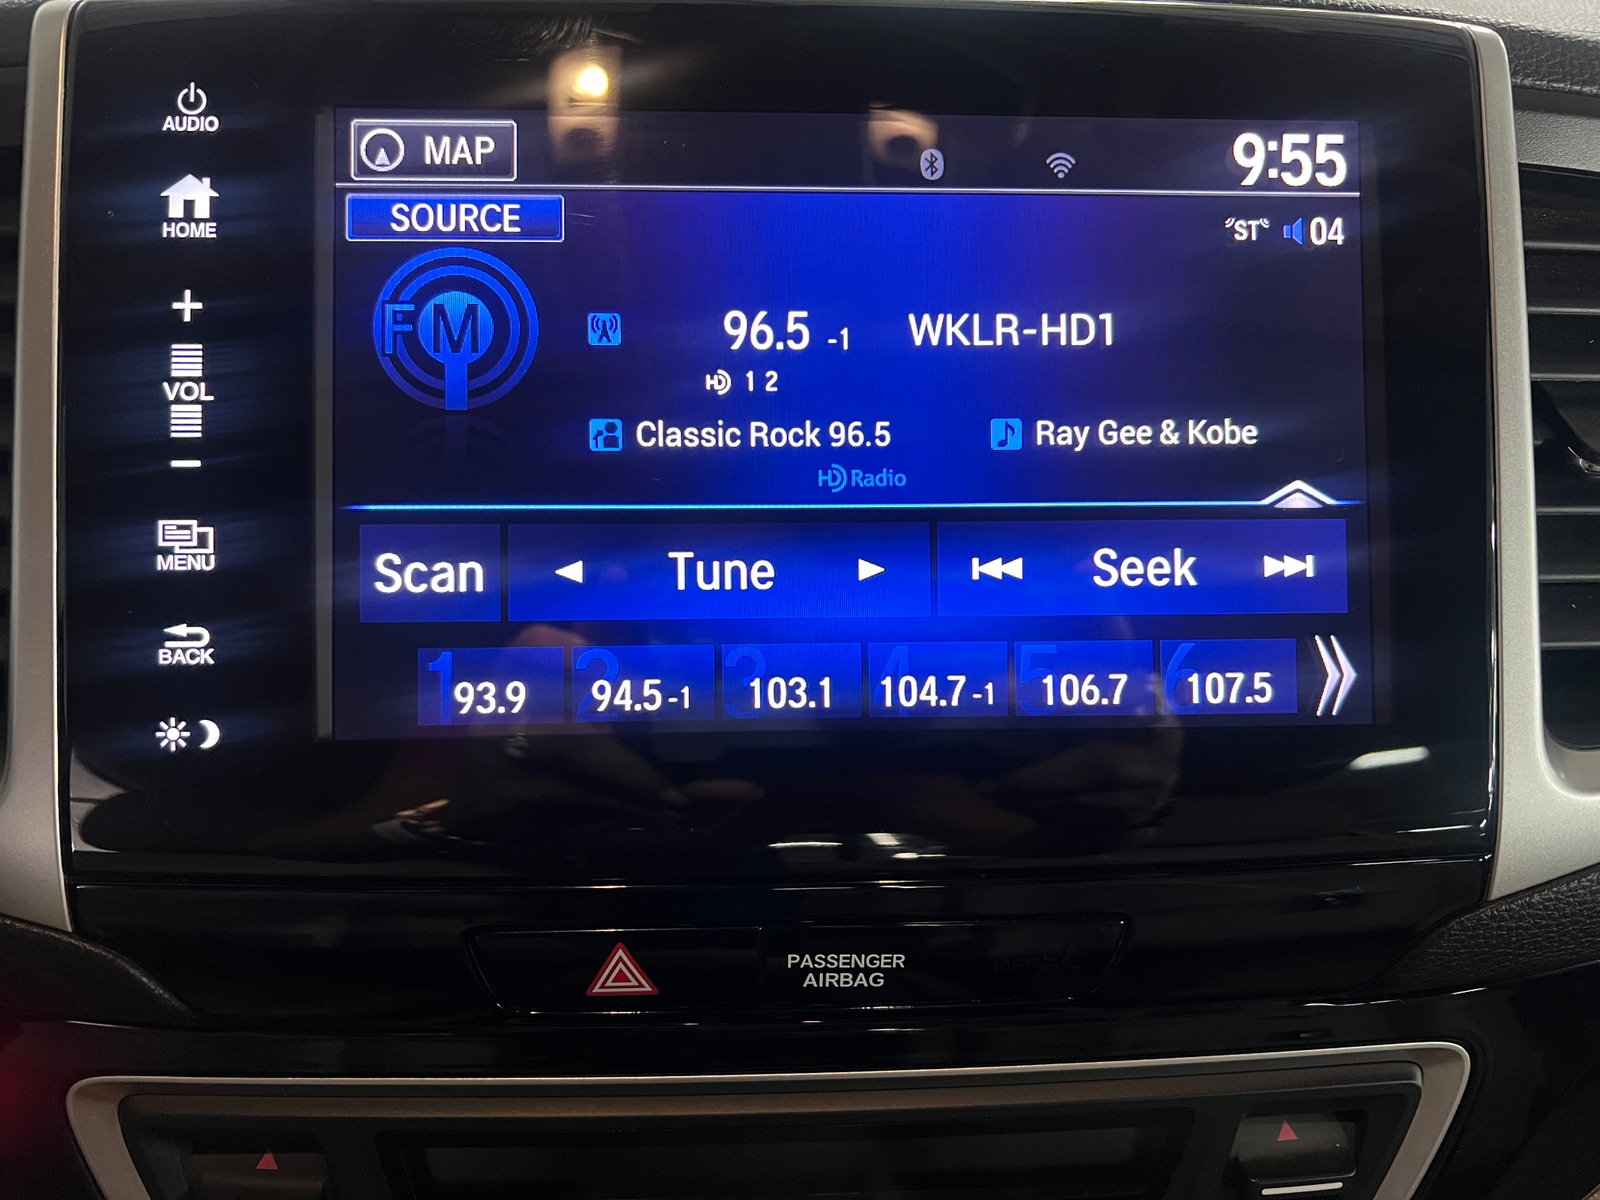 AUDIO
HOME
+
VOL
−
MENU
BACK
MAP
9:55
SOURCE
"ST" 04
FM
96.5 -1 WKLR-HD1
HD 1 2
Classic Rock 96.5 Ray Gee & Kobe
HD Radio
Scan Tune Seek
1 93.9 2 94.5-1 3 103.1 4 104.7-1 5 106.7 6 107.5
PASSENGER
AIRBAG